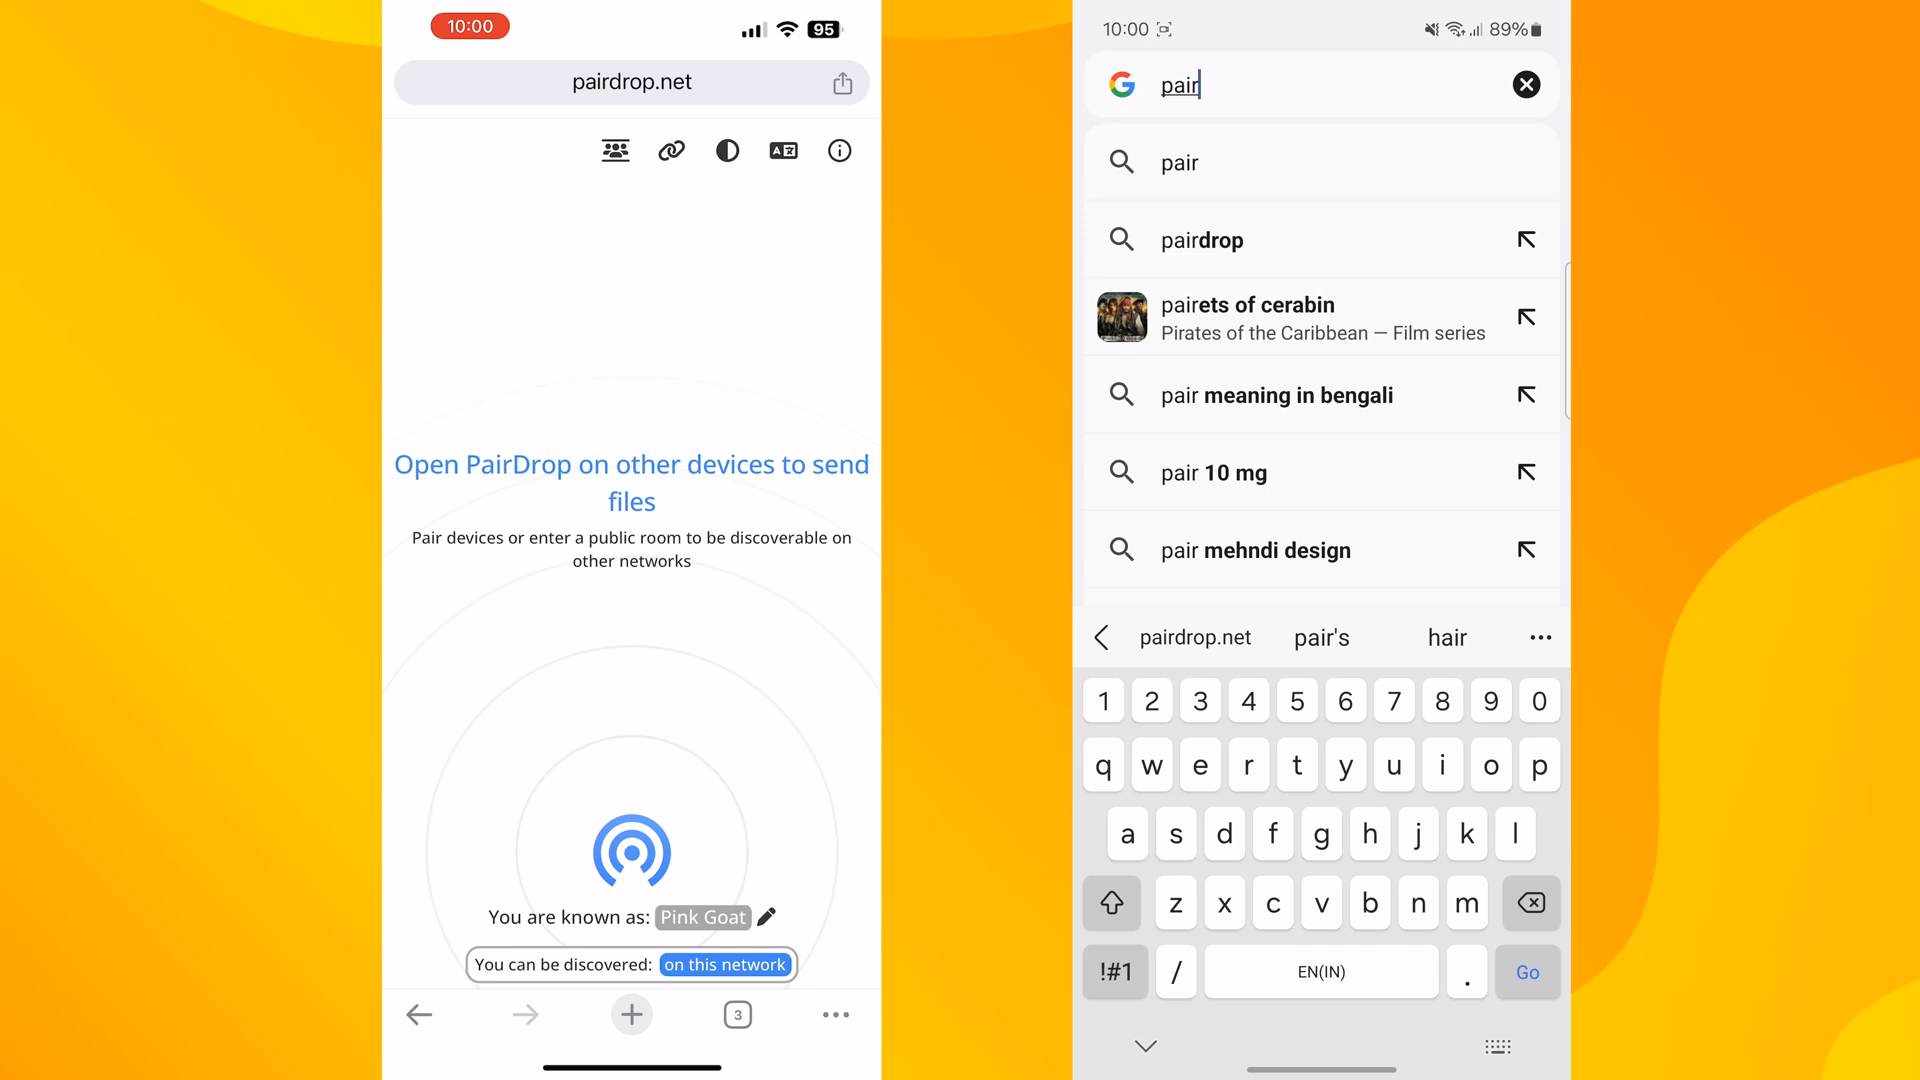 10:00
95
pairdrop.net
AZ
Open PairDrop on other devices to send
files
Pair devices or enter a public room to be discoverable on
other networks
You are known as: Pink Goat
You can be discovered: on this network
3
10:00
89%
pair
pair
pairdrop
pairets of cerabin
Pirates of the Caribbean — Film series
pair meaning in bengali
pair 10 mg
pair mehndi design
pairdrop.net pair's hair
1 2 3 4 5 6 7 8 9 0
q w e r t y u i o p
a s d f g h j k l
z x c v b n m
!#1 / EN(IN) . Go